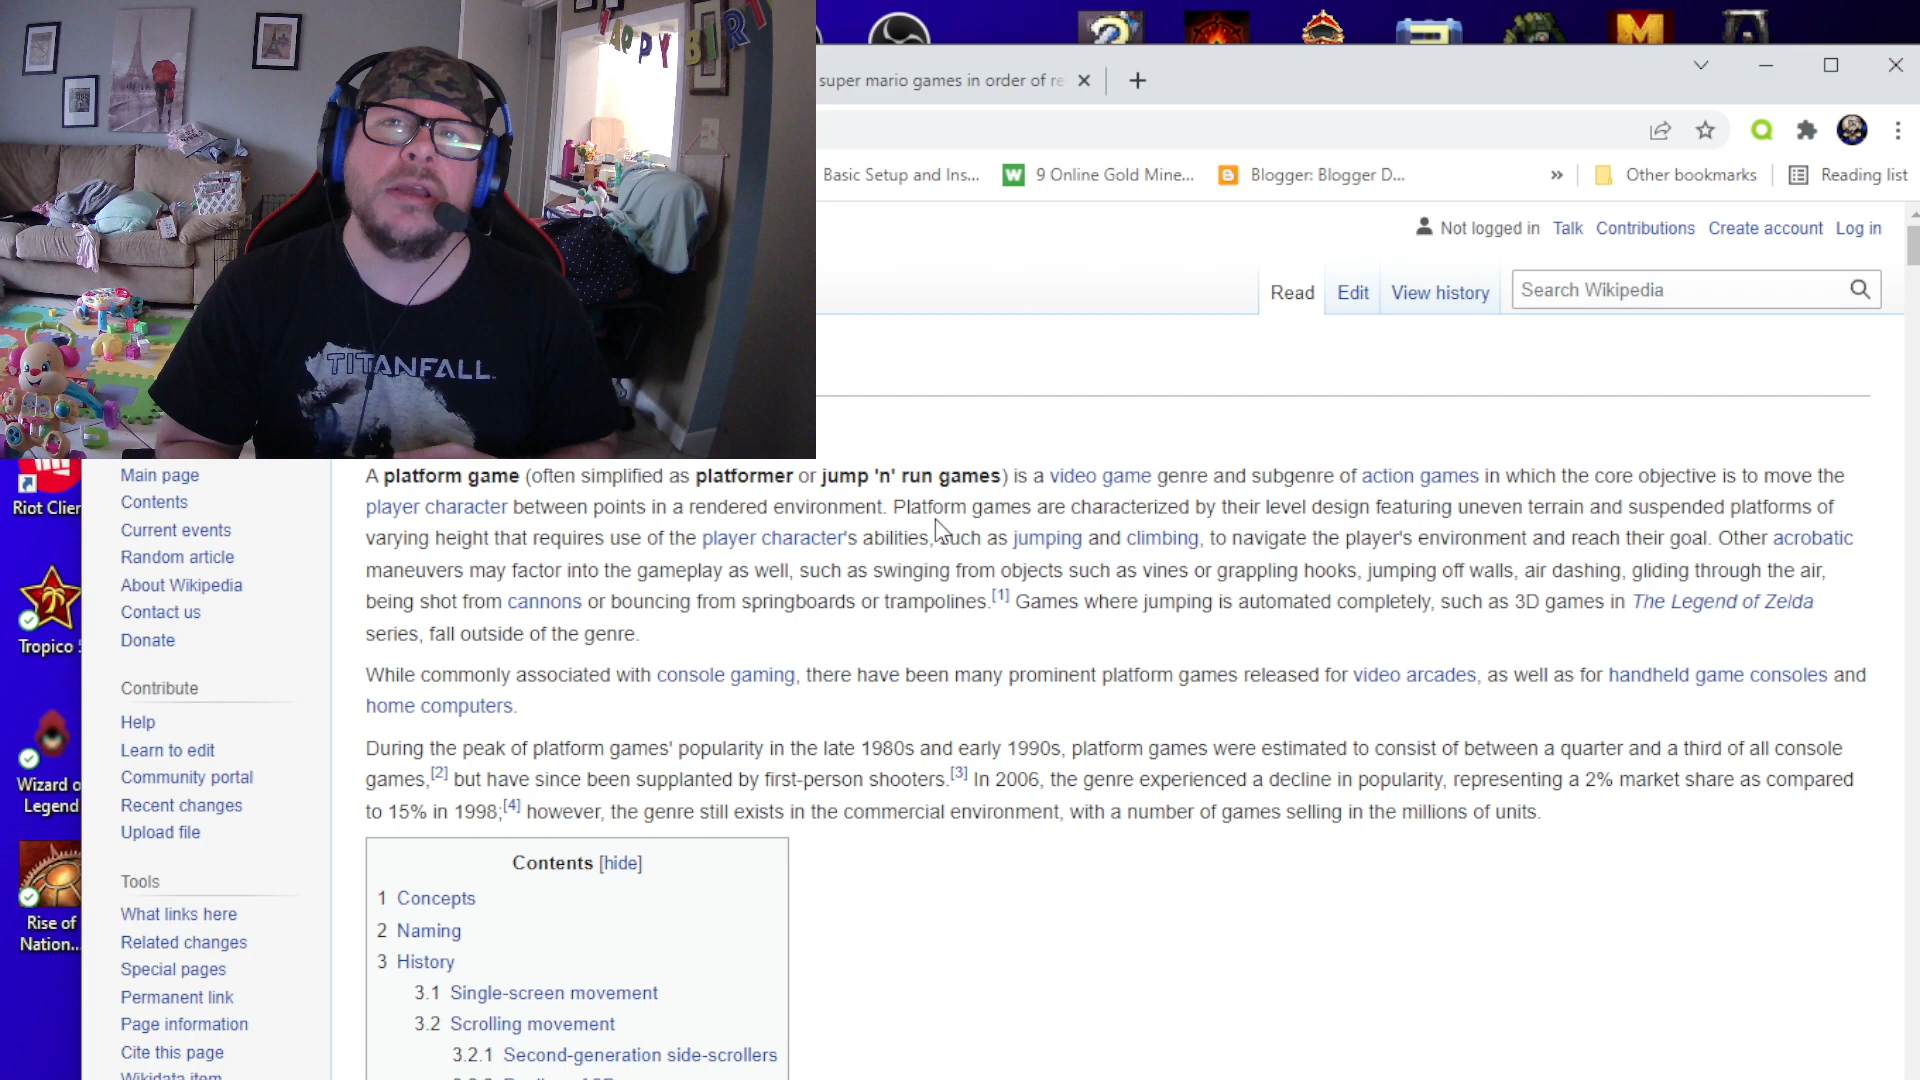 HAPPY BIRT
super mario games in order of re
Basic Setup and Ins... 9 Online Gold Mine... Blogger: Blogger D... » Other bookmarks Reading list
Not logged in Talk Contributions Create account Log in
Read Edit View history Search Wikipedia
TITANFALL
Riot Clier
Tropico
Wizard o
Legend
Rise of
Nation...
Main page
Contents
Current events
Random article
About Wikipedia
Contact us
Donate
Contribute
Help
Learn to edit
Community portal
Recent changes
Upload file
Tools
What links here
Related changes
Special pages
Permanent link
Page information
Cite this page
Wikidata item
A platform game (often simplified as platformer or jump 'n' run games) is a video game genre and subgenre of action games in which the core objective is to move the
player character between points in a rendered environment. Platform games are characterized by their level design featuring uneven terrain and suspended platforms of
varying height that requires use of the player character's abilities, such as jumping and climbing, to navigate the player's environment and reach their goal. Other acrobatic
maneuvers may factor into the gameplay as well, such as swinging from objects such as vines or grappling hooks, jumping off walls, air dashing, gliding through the air,
being shot from cannons or bouncing from springboards or trampolines.[1] Games where jumping is automated completely, such as 3D games in The Legend of Zelda
series, fall outside of the genre.
While commonly associated with console gaming, there have been many prominent platform games released for video arcades, as well as for handheld game consoles and
home computers.
During the peak of platform games' popularity in the late 1980s and early 1990s, platform games were estimated to consist of between a quarter and a third of all console
games,[2] but have since been supplanted by first-person shooters.[3] In 2006, the genre experienced a decline in popularity, representing a 2% market share as compared
to 15% in 1998;[4] however, the genre still exists in the commercial environment, with a number of games selling in the millions of units.
Contents [hide]
1 Concepts
2 Naming
3 History
3.1 Single-screen movement
3.2 Scrolling movement
3.2.1 Second-generation side-scrollers